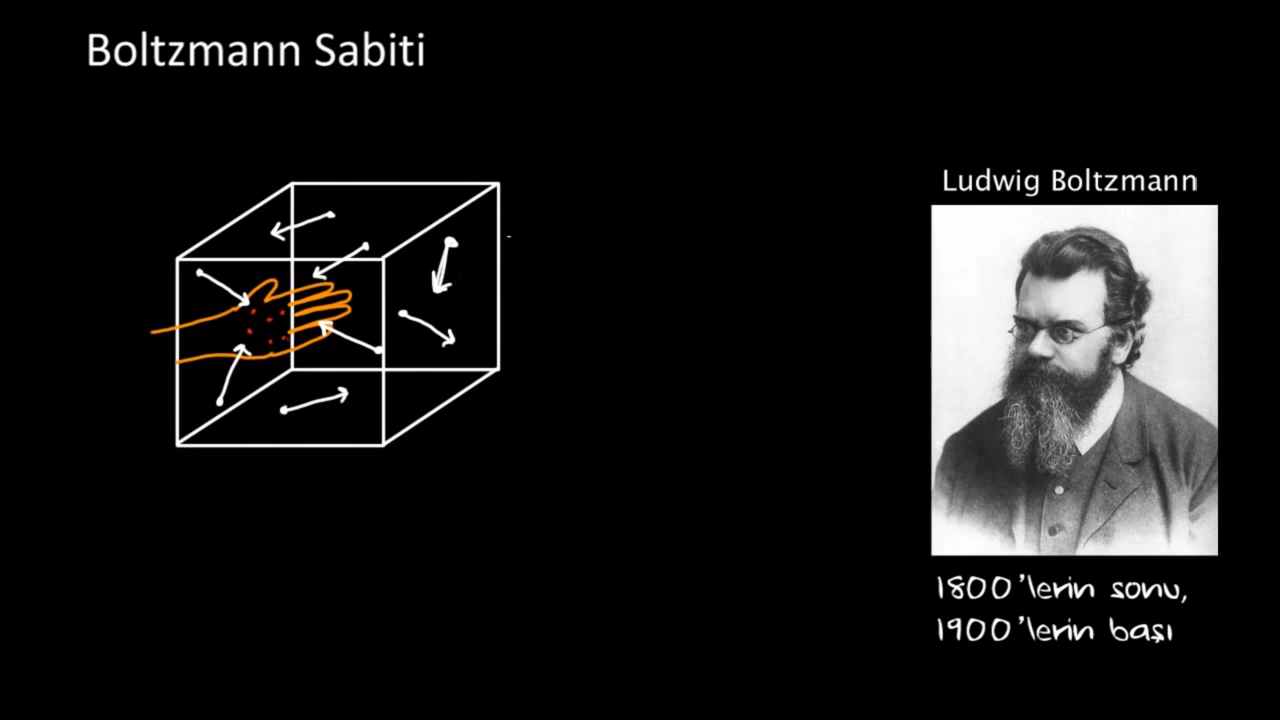 Boltzmann Sabiti
Ludwig Boltzmann
1800'lerin sonu,
1900'lerin başı